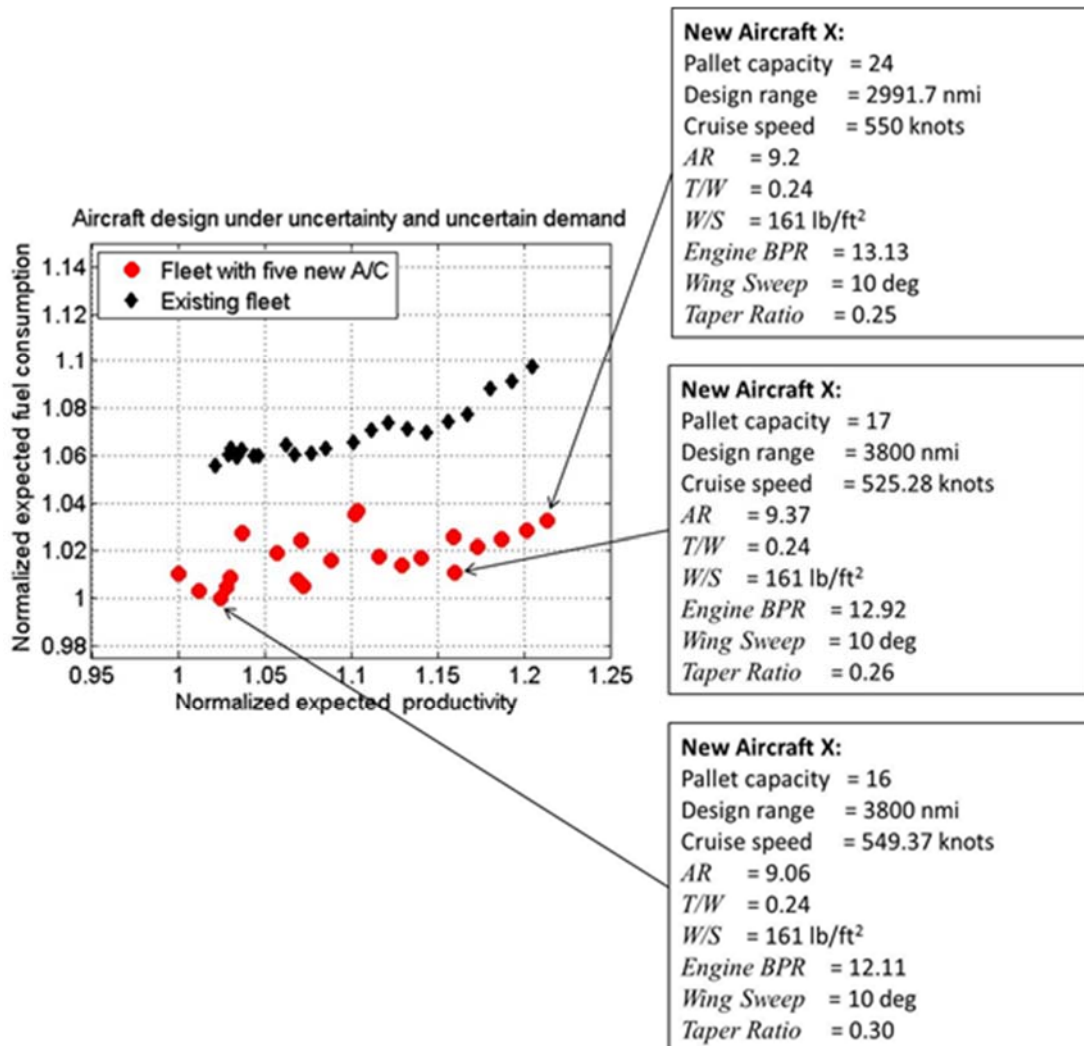 Aircraft design under uncertainty and uncertain demand
Fleet with five new A/C
Existing fleet
Normalized expected fuel consumption
1.14
1.12
1.1
1.08
1.06
1.04
1.02
1
0.98
0.95
1
1.05
1.1
1.15
1.2
1.25
Normalized expected productivity
New Aircraft X:
Pallet capacity = 24
Design range = 2991.7 nmi
Cruise speed = 550 knots
AR = 9.2
T/W = 0.24
W/S = 161 lb/ft²
Engine BPR = 13.13
Wing Sweep = 10 deg
Taper Ratio = 0.25
New Aircraft X:
Pallet capacity = 17
Design range = 3800 nmi
Cruise speed = 525.28 knots
AR = 9.37
T/W = 0.24
W/S = 161 lb/ft²
Engine BPR = 12.92
Wing Sweep = 10 deg
Taper Ratio = 0.26
New Aircraft X:
Pallet capacity = 16
Design range = 3800 nmi
Cruise speed = 549.37 knots
AR = 9.06
T/W = 0.24
W/S = 161 lb/ft²
Engine BPR = 12.11
Wing Sweep = 10 deg
Taper Ratio = 0.30